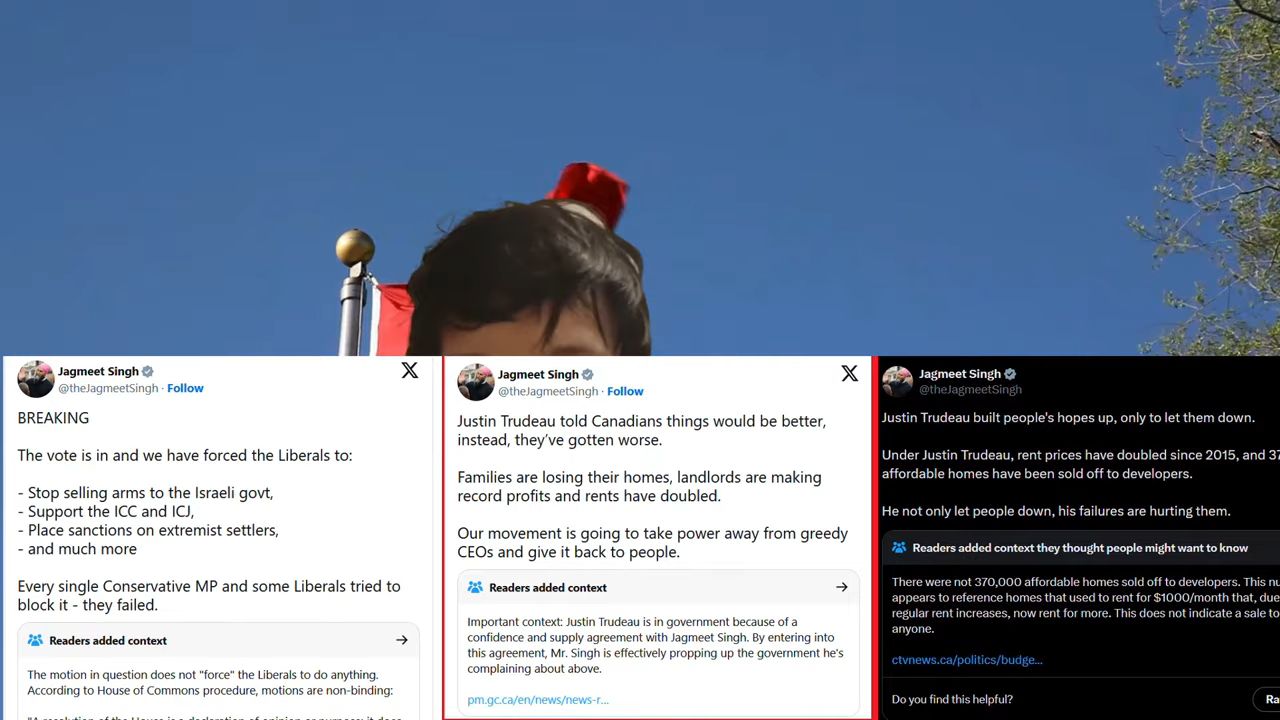 Jagmeet Singh
@theJagmeetSingh · Follow
BREAKING
The vote is in and we have forced the Liberals to:
- Stop selling arms to the Israeli govt,
- Support the ICC and ICJ,
- Place sanctions on extremist settlers,
- and much more
Every single Conservative MP and some Liberals tried to
block it - they failed.
Readers added context
The motion in question does not "force" the Liberals to do anything.
According to House of Commons procedure, motions are non-binding:
Jagmeet Singh
@theJagmeetSingh · Follow
Justin Trudeau told Canadians things would be better,
instead, they've gotten worse.
Families are losing their homes, landlords are making
record profits and rents have doubled.
Our movement is going to take power away from greedy
CEOs and give it back to people.
Readers added context
Important context: Justin Trudeau is in government because of a
confidence and supply agreement with Jagmeet Singh. By entering into
this agreement, Mr. Singh is effectively propping up the government he's
complaining about above.
pm.gc.ca/en/news/news-r...
Jagmeet Singh
@theJagmeetSingh
Justin Trudeau built people's hopes up, only to let them down.
Under Justin Trudeau, rent prices have doubled since 2015, and 37
affordable homes have been sold off to developers.
He not only let people down, his failures are hurting them.
Readers added context they thought people might want to know
There were not 370,000 affordable homes sold off to developers. This nu
appears to reference homes that used to rent for $1000/month that, due
regular rent increases, now rent for more. This does not indicate a sale to
anyone.
ctvnews.ca/politics/budge...
Do you find this helpful?
Ra